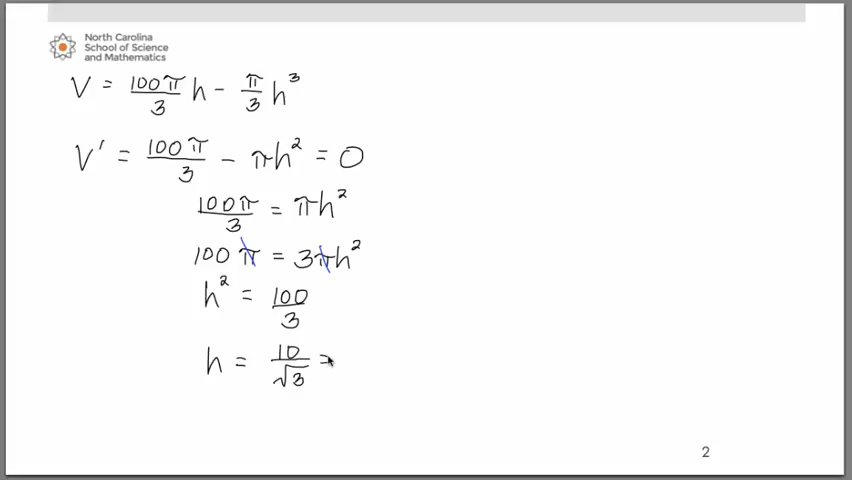 North Carolina
School of Science
and Mathematics
V = 100π/3 h - π/3 h³
V' = 100π/3 - πh² = 0
100π/3 = πh²
100π = 3πh²
h² = 100/3
h = 10/√3 =
2